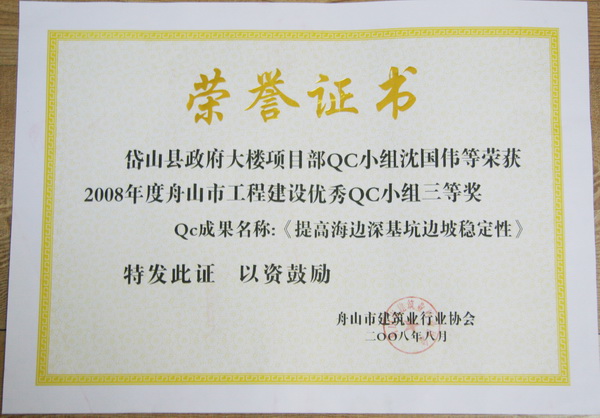 荣誉证书
岱山县政府大楼项目部QC小组沈国伟等荣获
2008年度舟山市工程建设优秀QC小组三等奖
Qc成果名称:《提高海边深基坑边坡稳定性》
特发此证 以资鼓励
舟山市建筑业行业协会
二〇〇八年八月